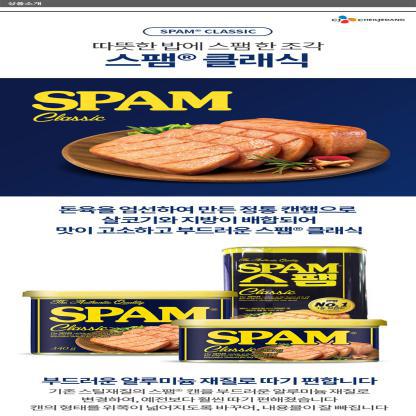 상품소개
CJ CHEILJEDANG
SPAM® CLASSIC
따뜻한 밥에 스팸 한 조각
스팸® 클래식
SPAM
Classic
돈육을 엄선하여 만든 정통 캔햄으로
살코기와 지방이 배합되어
맛이 고소하고 부드러운 스팸® 클래식
SPAM
스팸
Classic
No.1
The Authentic Quality
SPAM
Classic
340 g
SPAM
Classic
부드러운 알루미늄 재질로 따기 편합니다
기존 스틸재질의 스팸® 캔을 부드러운 알루미늄 재질로
변경하여, 예전보다 훨씬 따기 편해졌습니다
캔의 형태를 위쪽이 넓어지도록 바꾸어, 내용물이 잘 빠집니다